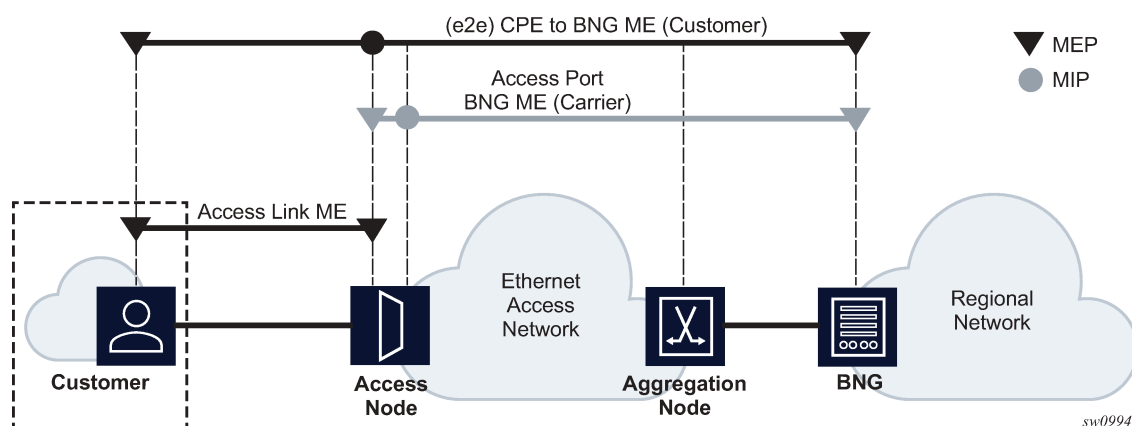 (e2e) CPE to BNG ME (Customer)
MEP
MIP
Access Port
BNG ME (Carrier)
Access Link ME
Ethernet
Access
Network
Regional
Network
Customer
Access
Node
Aggregation
Node
BNG
sw0994